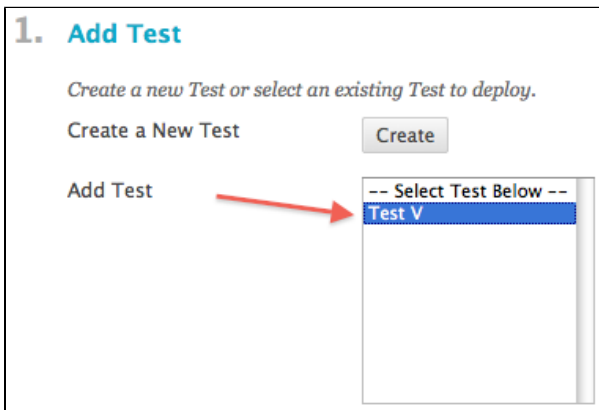 1. Add Test
Create a new Test or select an existing Test to deploy.
Create a New Test
Create
Add Test
-- Select Test Below --
Test V